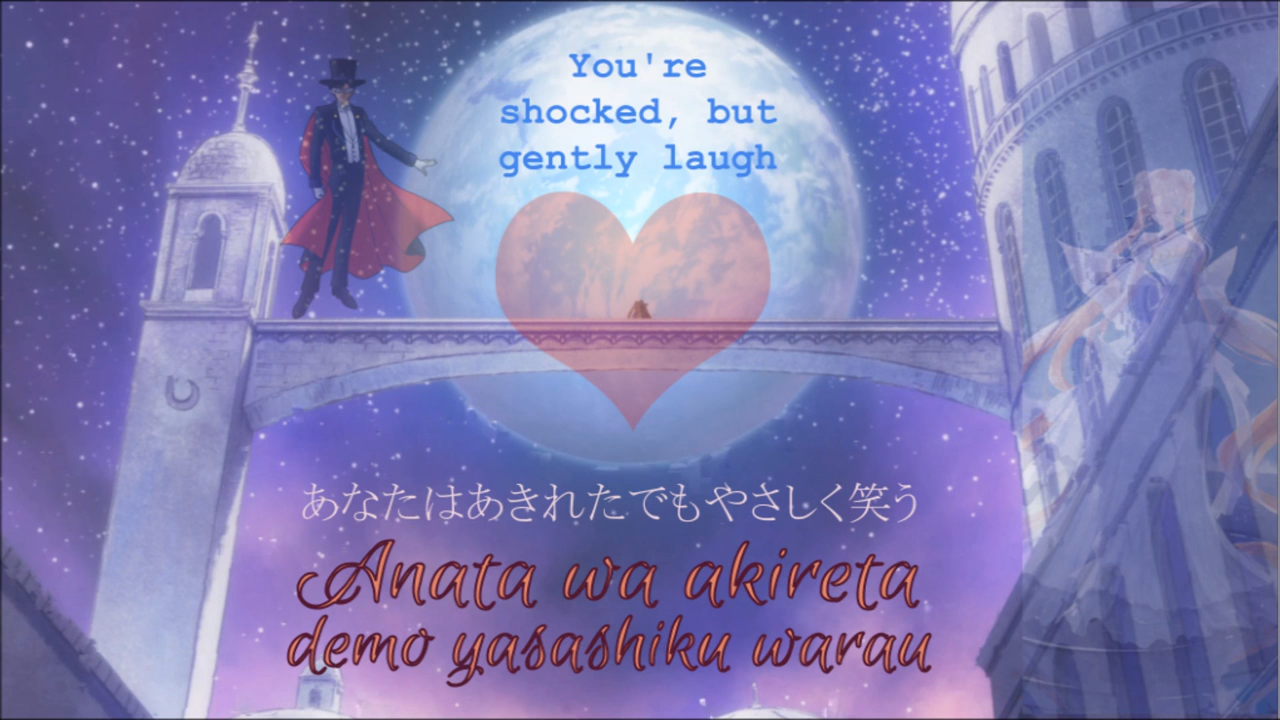 You're
shocked, but
gently laugh
あなたはあきれたでもやさしく笑う
Anata wa akireta
demo yasashiku warau